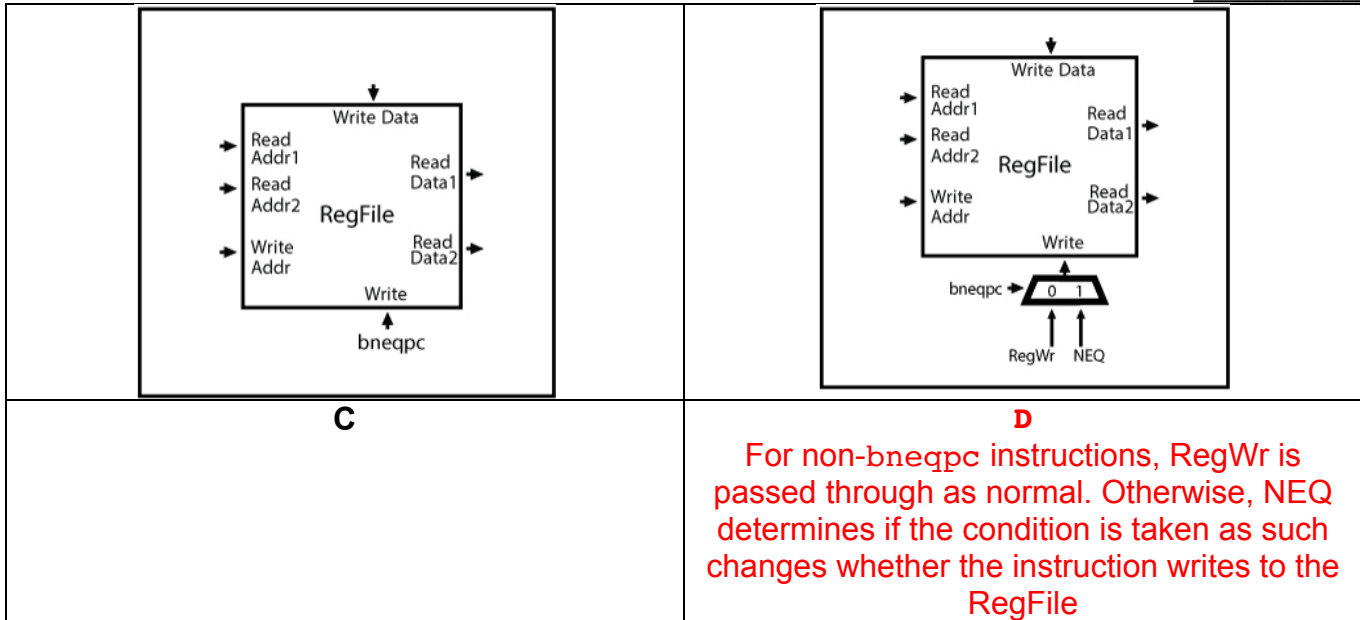 Write Data
Read
Addr1
Read
Addr2
Write
Addr
RegFile
Read
Data1
Read
Data2
Write
bneqpc
C
Write Data
Read
Addr1
Read
Addr2
Write
Addr
RegFile
Read
Data1
Read
Data2
Write
bneqpc
0 1
RegWr NEQ
D
For non-bneqpc instructions, RegWr is
passed through as normal. Otherwise, NEQ
determines if the condition is taken as such
changes whether the instruction writes to the
RegFile